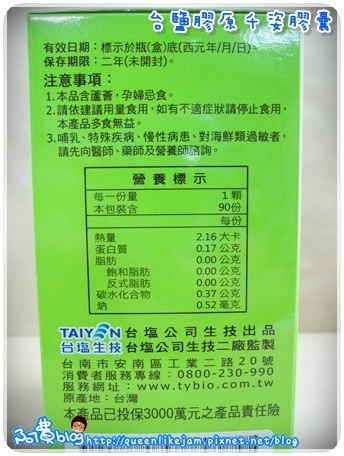 台鹽膠原千姿膠囊
有效日期：標示於瓶(盒)底(西元年/月/日)。
保存期限：二年(未開封)。
注意事項：
1.本品含蘆薈，孕婦忌食。
2.請依建議用量食用，如有不適症狀請停止食用，
本產品多食無益。
3.哺乳、特殊疾病、慢性病患、對海鮮類過敏者，
請先向醫師、藥師及營養師諮詢。
營養標示
每一份量 1顆
本包裝含 90份
每份
熱量 2.16 大卡
蛋白質 0.17 公克
脂肪 0.00 公克
飽和脂肪 0.00 公克
反式脂肪 0.00 公克
碳水化合物 0.37 公克
鈉 0.52 毫克
TAIYEN 台塩公司生技出品
台塩生技 台塩公司生技二廠監製
台南市安南區工業二路20號
消費者服務專線：0800-230-990
服務網址：www.tybio.com.tw
原產地：台灣
本產品已投保3000萬元之產品責任險
阿噥blog http://queenlikejam.pixnet.net/blog